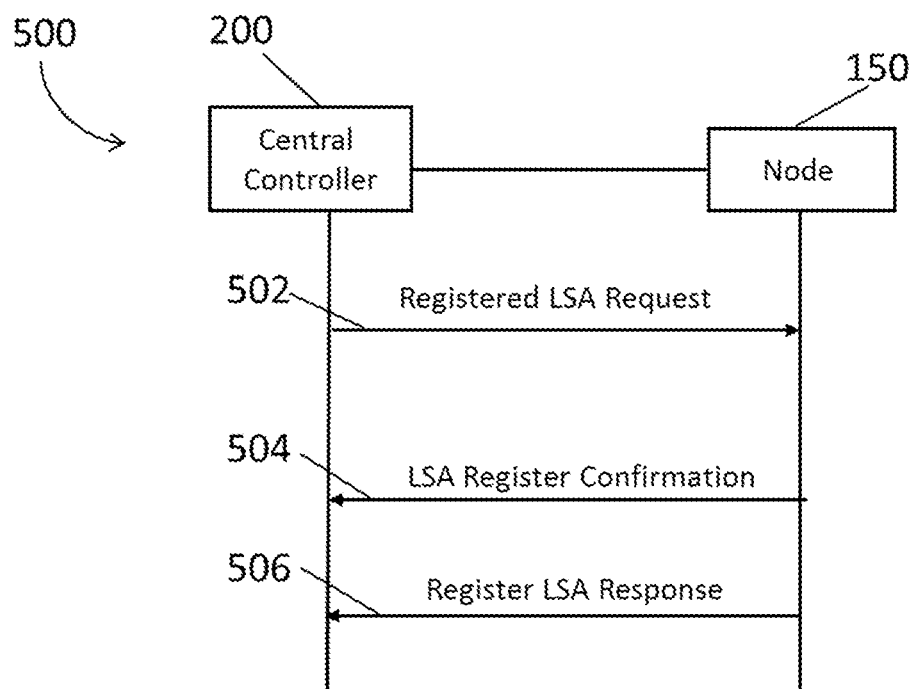 500
200
150
Central
Controller
Node
502
Registered LSA Request
504
LSA Register Confirmation
506
Register LSA Response